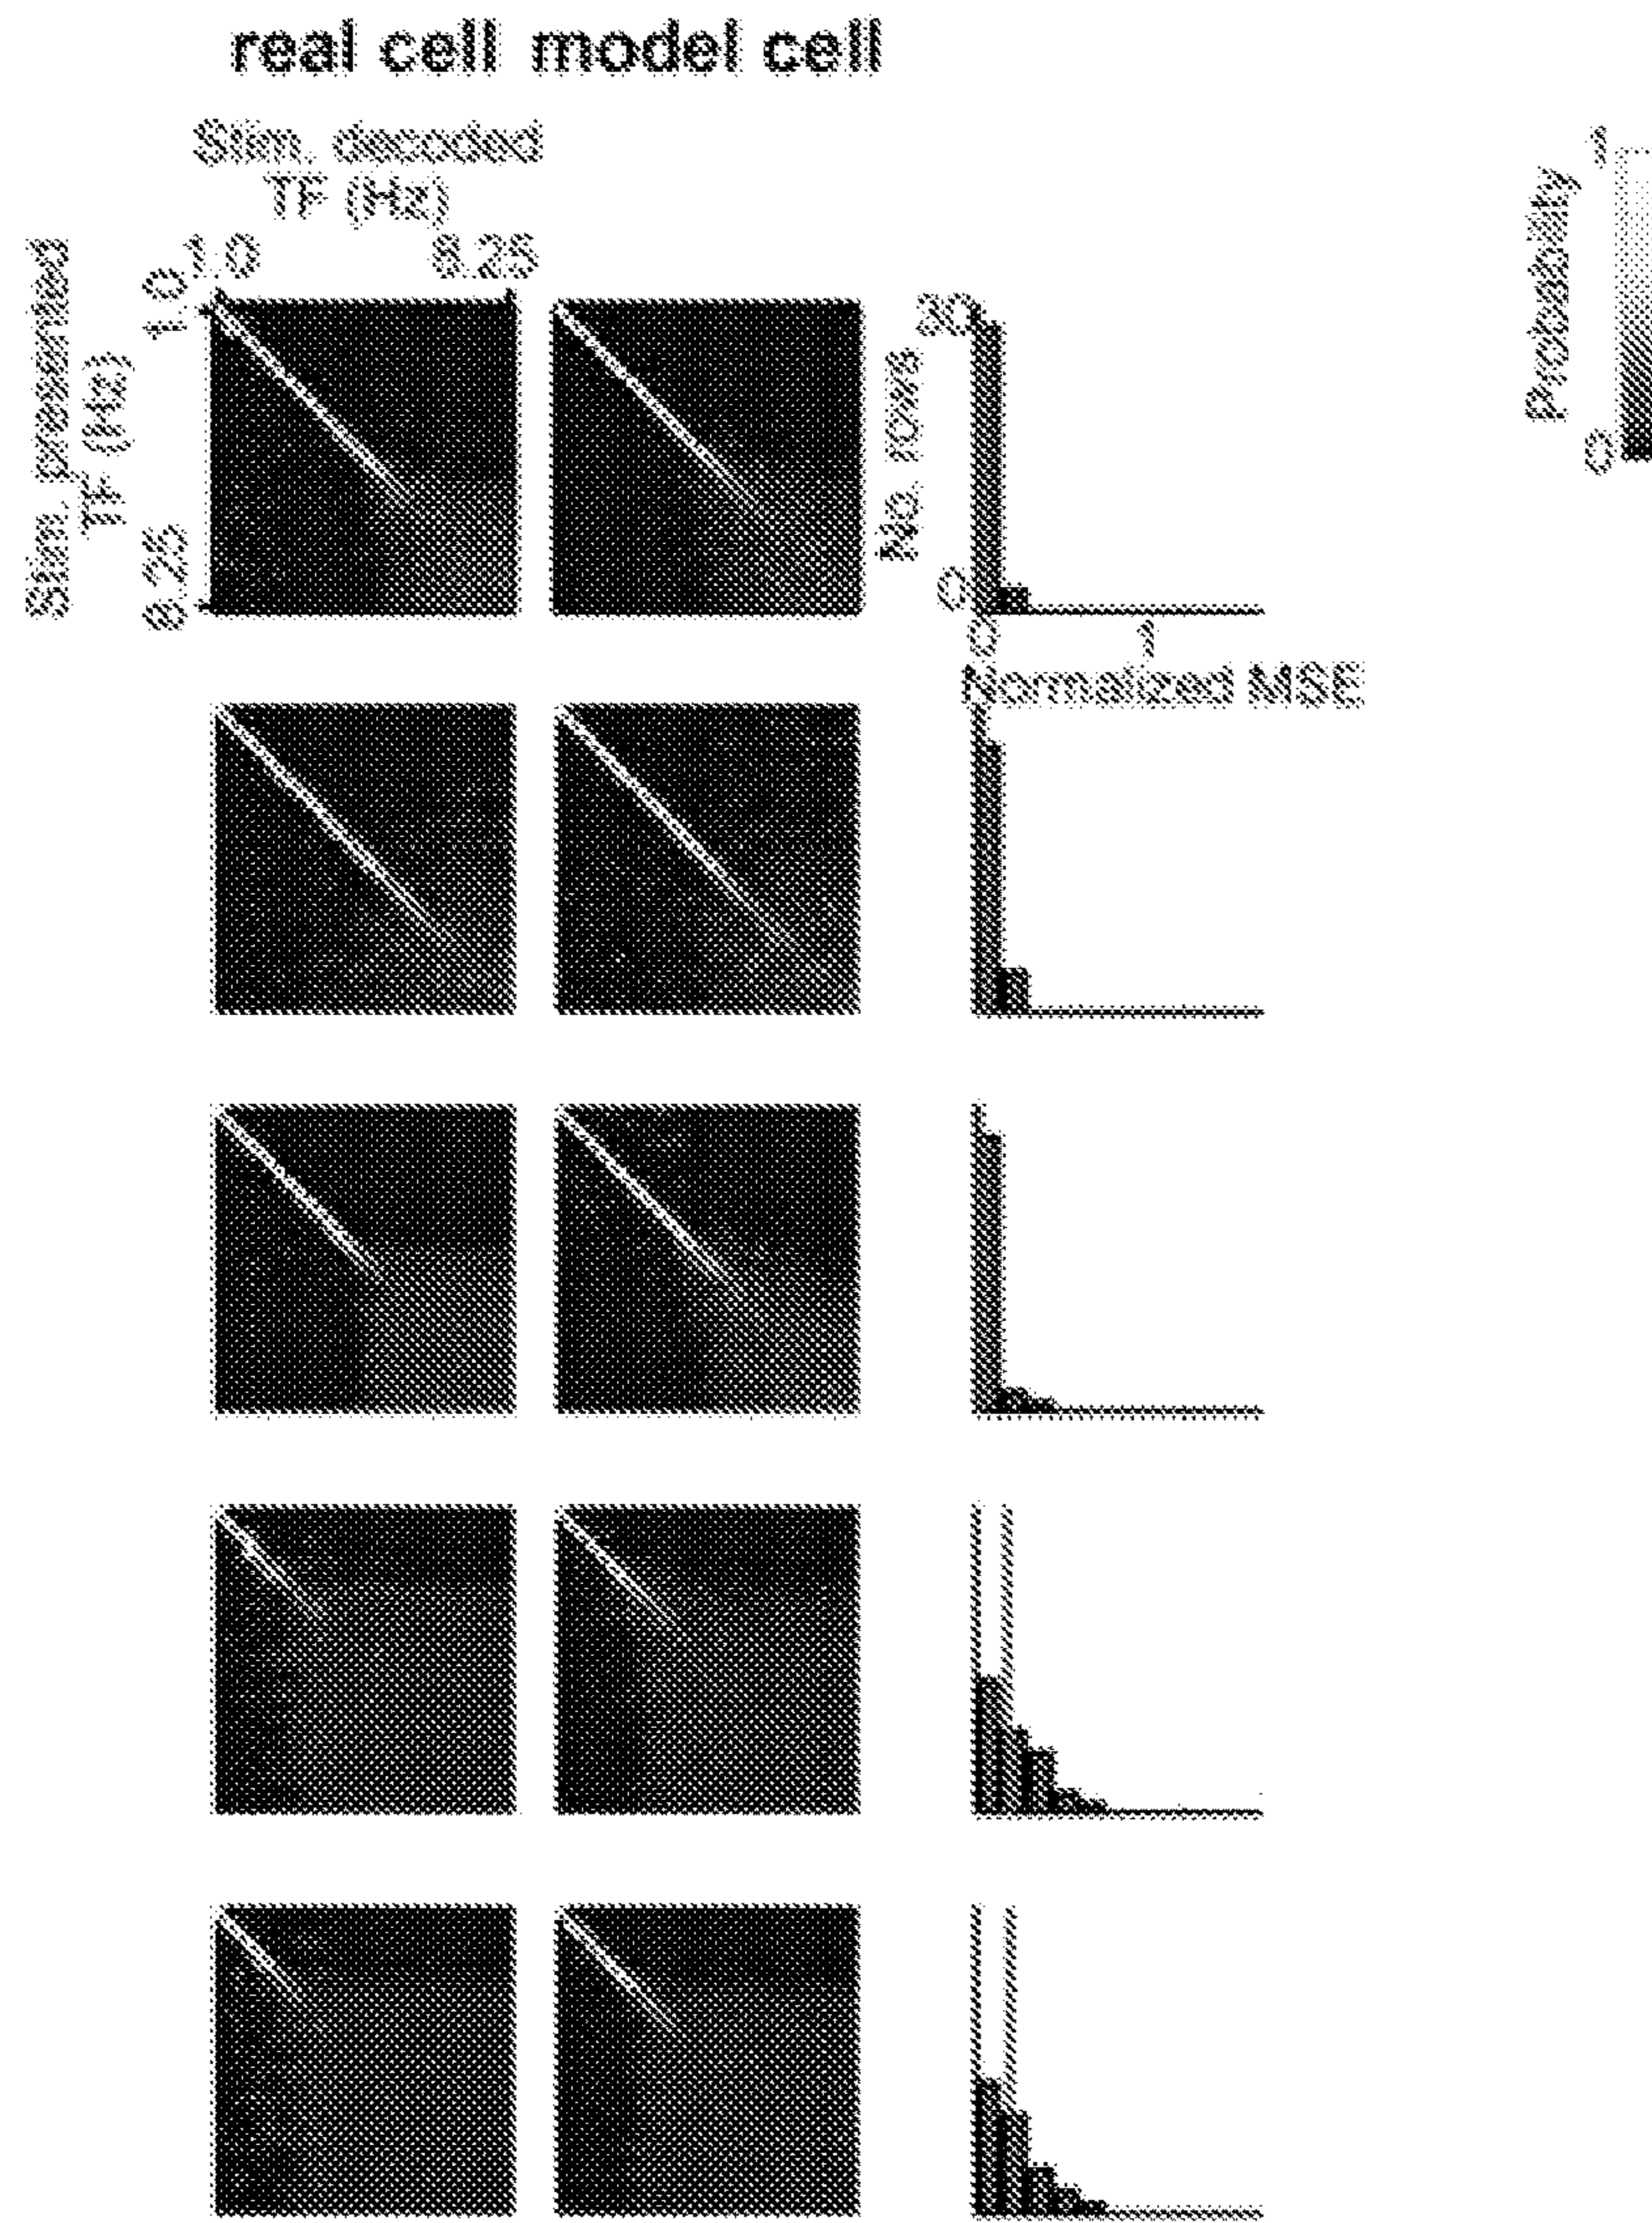 real cell model cell
Stim. decoded
TF (Hz)
1.0 8.25
Stim. presented
TF (Hz)
1.0
8.25
No. rows
30
0
0 1
Normalized MSE
Probability
1
0